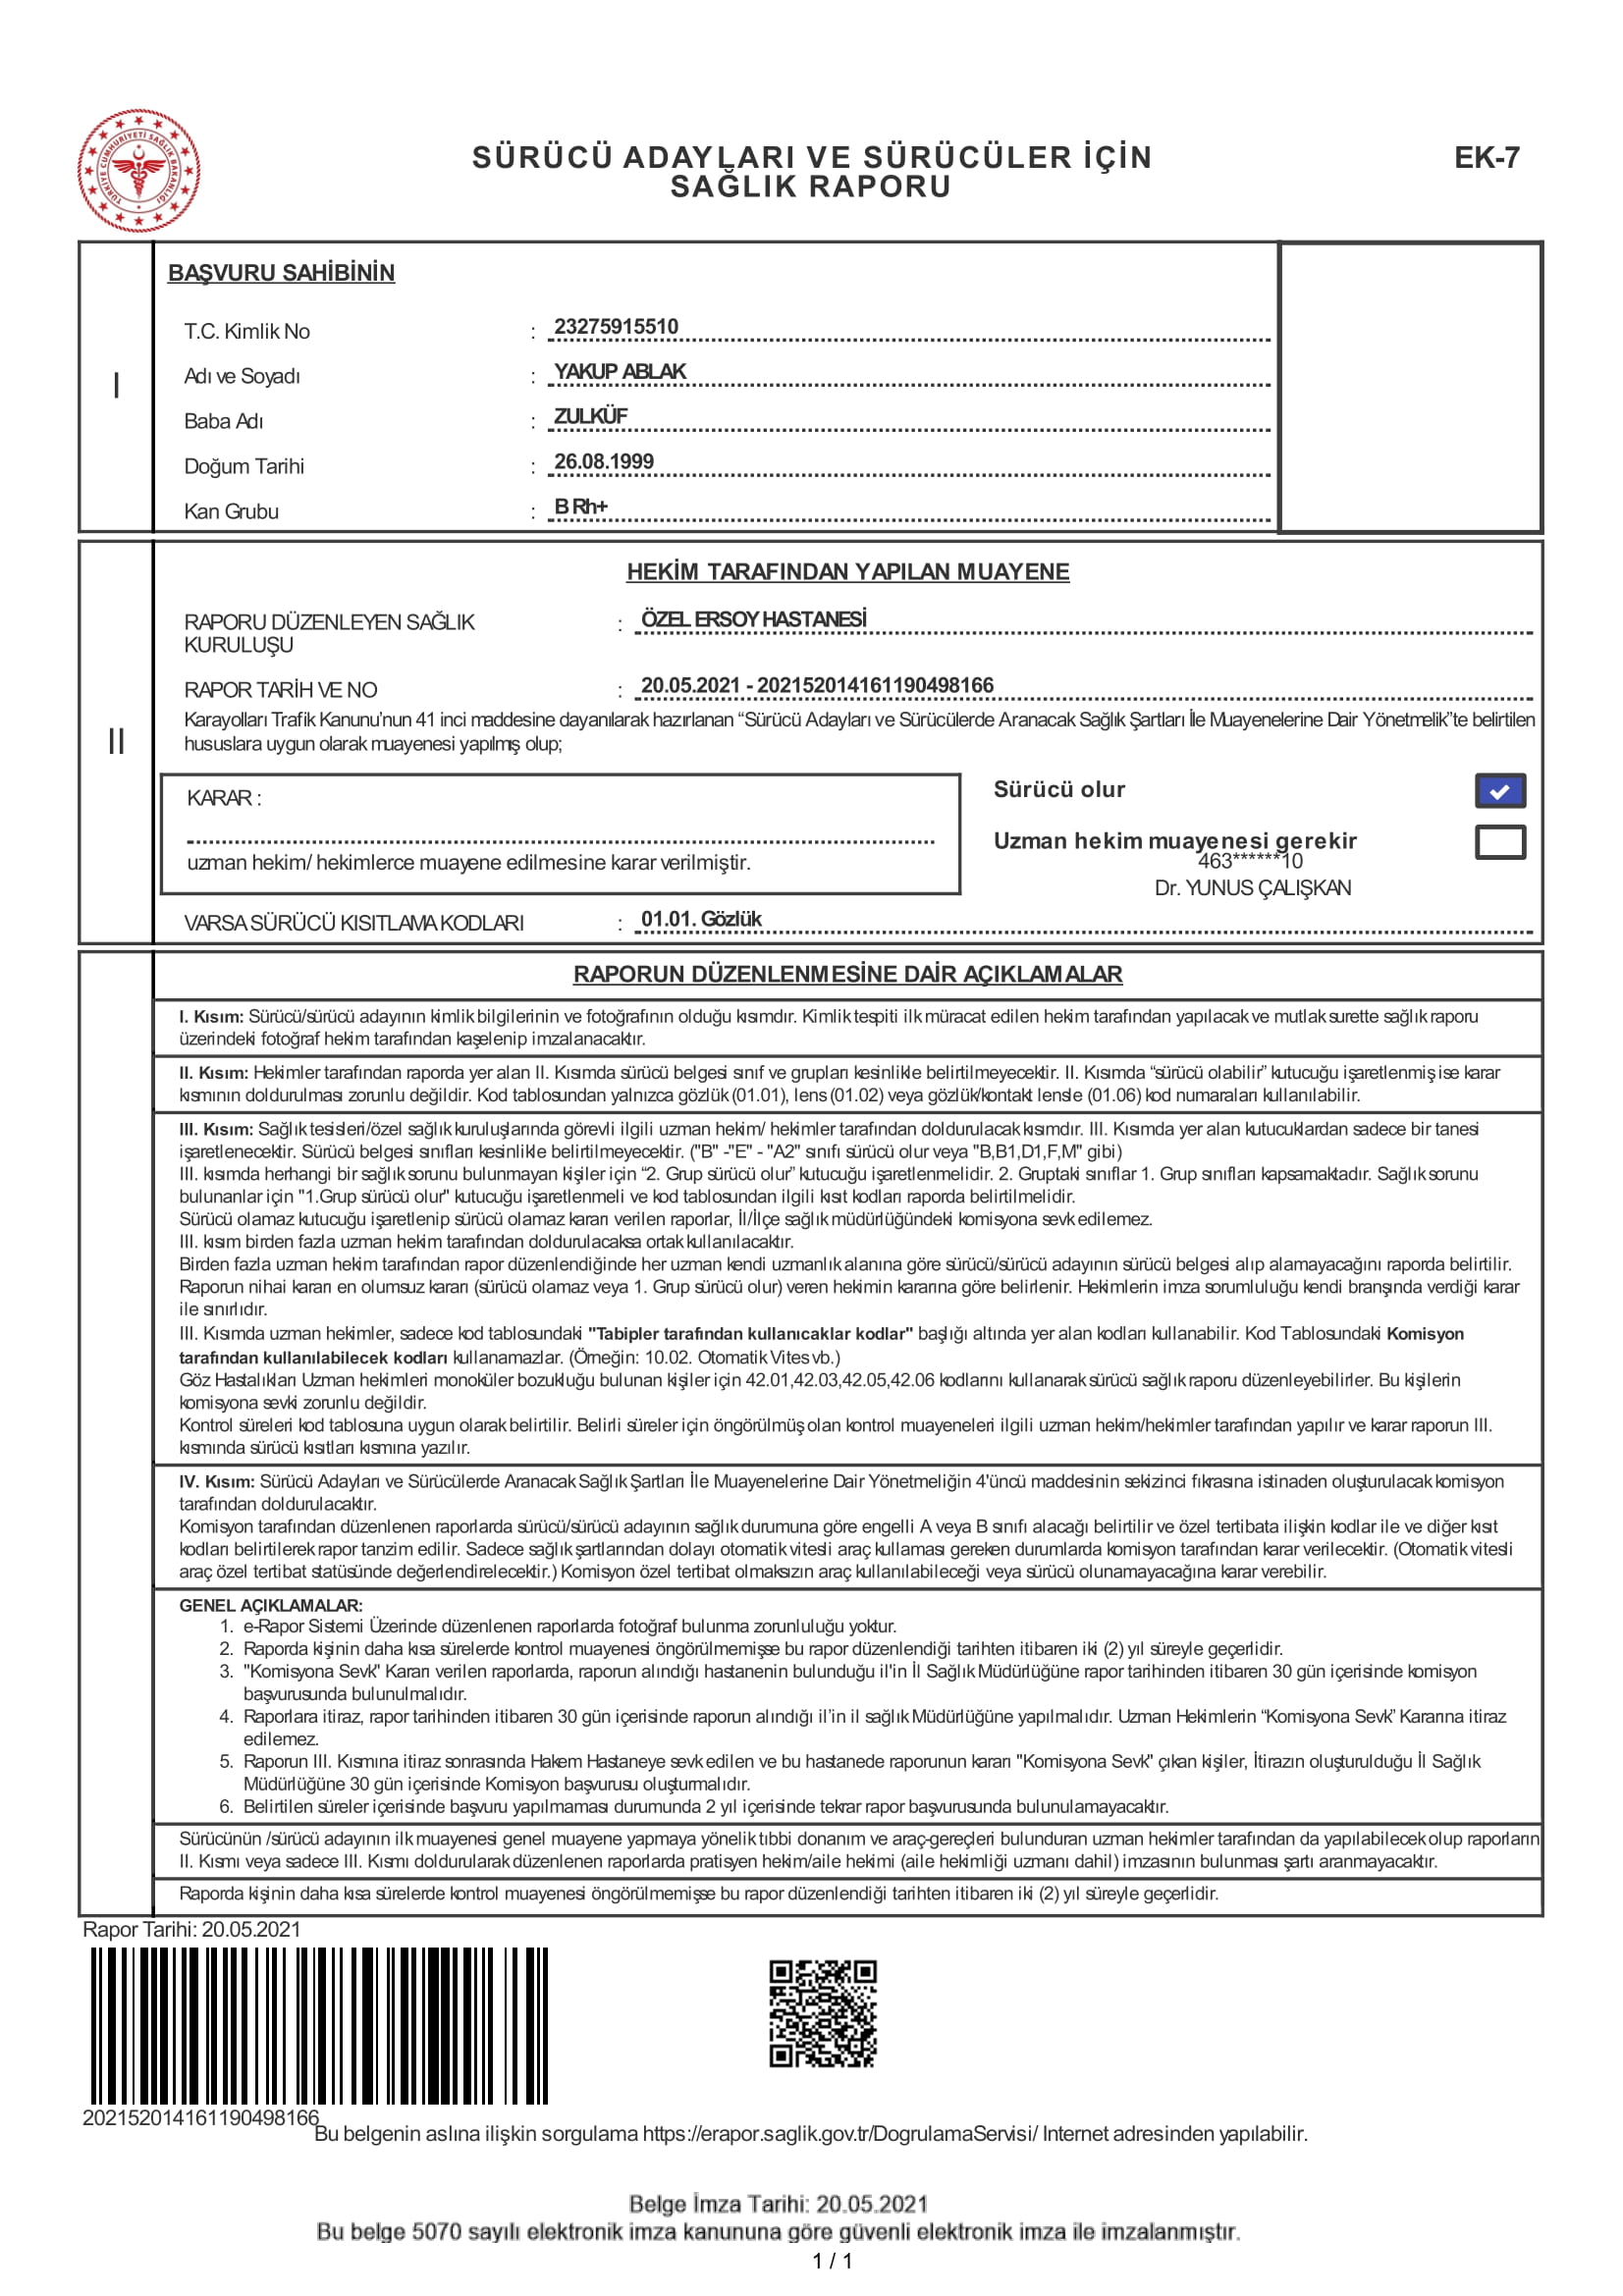 TÜRKİYE CUMHURİYETİ SAĞLIK BAKANLIĞI
SÜRÜCÜ ADAYLARI VE SÜRÜCÜLER İÇİN
SAĞLIK RAPORU
EK-7
I
BAŞVURU SAHİBİNİN
T.C. Kimlik No : 23275915510
Adı ve Soyadı : YAKUP ABLAK
Baba Adı : ZULKÜF
Doğum Tarihi : 26.08.1999
Kan Grubu : B Rh+
II
HEKİM TARAFINDAN YAPILAN MUAYENE
RAPORU DÜZENLEYEN SAĞLIK : ÖZEL ERSOY HASTANESİ
KURULUŞU
RAPOR TARİH VE NO : 20.05.2021 - 202152014161190498166
Karayolları Trafik Kanunu’nun 41 inci maddesine dayanılarak hazırlanan “Sürücü Adayları ve Sürücülerde Aranacak Sağlık Şartları İle Muayenelerine Dair Yönetmelik”te belirtilen
hususlara uygun olarak muayenesi yapılmış olup;
KARAR :
uzman hekim/ hekimlerce muayene edilmesine karar verilmiştir.
Sürücü olur
Uzman hekim muayenesi gerekir
463******10
Dr. YUNUS ÇALIŞKAN
VARSA SÜRÜCÜ KISITLAMA KODLARI : 01.01. Gözlük
RAPORUN DÜZENLENMESİNE DAİR AÇIKLAMALAR
I. Kısım: Sürücü/sürücü adayının kimlik bilgilerinin ve fotoğrafının olduğu kısımdır. Kimlik tespiti ilk müracat edilen hekim tarafından yapılacak ve mutlak surette sağlık raporu
üzerindeki fotoğraf hekim tarafından kaşelenip imzalanacaktır.
II. Kısım: Hekimler tarafından raporda yer alan II. Kısımda sürücü belgesi sınıf ve grupları kesinlikle belirtilmeyecektir. II. Kısımda “sürücü olabilir” kutucuğu işaretlenmiş ise karar
kısmının doldurulması zorunlu değildir. Kod tablosundan yalnızca gözlük (01.01), lens (01.02) veya gözlük/kontakt lensle (01.06) kod numaraları kullanılabilir.
III. Kısım: Sağlık tesisleri/özel sağlık kuruluşlarında görevli ilgili uzman hekim/ hekimler tarafından doldurulacak kısımdır. III. Kısımda yer alan kutucuklardan sadece bir tanesi
işaretlenecektir. Sürücü belgesi sınıfları kesinlikle belirtilmeyecektir. ("B" -"E" - "A2" sınıfı sürücü olur veya "B,B1,D1,F,M" gibi)
III. kısımda herhangi bir sağlık sorunu bulunmayan kişiler için “2. Grup sürücü olur” kutucuğu işaretlenmelidir. 2. Gruptaki sınıflar 1. Grup sınıfları kapsamaktadır. Sağlık sorunu
bulunanlar için "1.Grup sürücü olur" kutucuğu işaretlenmeli ve kod tablosundan ilgili kısıt kodları raporda belirtilmelidir.
Sürücü olamaz kutucuğu işaretlenip sürücü olamaz kararı verilen raporlar, İl/İlçe sağlık müdürlüğündeki komisyona sevk edilemez.
III. kısım birden fazla uzman hekim tarafından doldurulacaksa ortak kullanılacaktır.
Birden fazla uzman hekim tarafından rapor düzenlendiğinde her uzman kendi uzmanlık alanına göre sürücü/sürücü adayının sürücü belgesi alıp alamayacağını raporda belirtilir.
Raporun nihai kararı en olumsuz kararı (sürücü olamaz veya 1. Grup sürücü olur) veren hekimin kararına göre belirlenir. Hekimlerin imza sorumluluğu kendi branşında verdiği karar
ile sınırlıdır.
III. Kısımda uzman hekimler, sadece kod tablosundaki "Tabipler tarafından kullanıcaklar kodlar" başlığı altında yer alan kodları kullanabilir. Kod Tablosundaki Komisyon
tarafından kullanılabilecek kodları kullanamazlar. (Örneğin: 10.02. Otomatik Vites vb.)
Göz Hastalıkları Uzman hekimleri monoküler bozukluğu bulunan kişiler için 42.01,42.03,42.05,42.06 kodlarını kullanarak sürücü sağlık raporu düzenleyebilirler. Bu kişilerin
komisyona sevki zorunlu değildir.
Kontrol süreleri kod tablosuna uygun olarak belirtilir. Belirli süreler için öngörülmüş olan kontrol muayeneleri ilgili uzman hekim/hekimler tarafından yapılır ve karar raporun III.
kısmında sürücü kısıtları kısmına yazılır.
IV. Kısım: Sürücü Adayları ve Sürücülerde Aranacak Sağlık Şartları İle Muayenelerine Dair Yönetmeliğin 4'üncü maddesinin sekizinci fıkrasına istinaden oluşturulacak komisyon
tarafından doldurulacaktır.
Komisyon tarafından düzenlenen raporlarda sürücü/sürücü adayının sağlık durumuna göre engelli A veya B sınıfı alacağı belirtilir ve özel tertibata ilişkin kodlar ile ve diğer kısıt
kodları belirtilerek rapor tanzim edilir. Sadece sağlık şartlarından dolayı otomatik vitesli araç kullaması gereken durumlarda komisyon tarafından karar verilecektir. (Otomatik vitesli
araç özel tertibat statüsünde değerlendirelecektir.) Komisyon özel tertibat olmaksızın araç kullanılabileceği veya sürücü olunamayacağına karar verebilir.
GENEL AÇIKLAMALAR:
1. e-Rapor Sistemi Üzerinde düzenlenen raporlarda fotoğraf bulunma zorunluluğu yoktur.
2. Raporda kişinin daha kısa sürelerde kontrol muayenesi öngörülmemişse bu rapor düzenlendiği tarihten itibaren iki (2) yıl süreyle geçerlidir.
3. "Komisyona Sevk" Kararı verilen raporlarda, raporun alındığı hastanenin bulunduğu il'in İl Sağlık Müdürlüğüne rapor tarihinden itibaren 30 gün içerisinde komisyon
başvurusunda bulunulmalıdır.
4. Raporlara itiraz, rapor tarihinden itibaren 30 gün içerisinde raporun alındığı il’in il sağlık Müdürlüğüne yapılmalıdır. Uzman Hekimlerin “Komisyona Sevk” Kararına itiraz
edilemez.
5. Raporun III. Kısmına itiraz sonrasında Hakem Hastaneye sevk edilen ve bu hastanede raporunun kararı "Komisyona Sevk" çıkan kişiler, İtirazın oluşturulduğu İl Sağlık
Müdürlüğüne 30 gün içerisinde Komisyon başvurusu oluşturmalıdır.
6. Belirtilen süreler içerisinde başvuru yapılmaması durumunda 2 yıl içerisinde tekrar rapor başvurusunda bulunulamayacaktır.
Sürücünün /sürücü adayının ilk muayenesi genel muayene yapmaya yönelik tıbbi donanım ve araç-gereçleri bulunduran uzman hekimler tarafından da yapılabilecek olup raporların
II. Kısmı veya sadece III. Kısmı doldurularak düzenlenen raporlarda pratisyen hekim/aile hekimi (aile hekimliği uzmanı dahil) imzasının bulunması şartı aranmayacaktır.
Raporda kişinin daha kısa sürelerde kontrol muayenesi öngörülmemişse bu rapor düzenlendiği tarihten itibaren iki (2) yıl süreyle geçerlidir.
Rapor Tarihi: 20.05.2021
202152014161190498166
Bu belgenin aslına ilişkin sorgulama https://erapor.saglik.gov.tr/DogrulamaServisi/ Internet adresinden yapılabilir.
Belge İmza Tarihi: 20.05.2021
Bu belge 5070 sayılı elektronik imza kanununa göre güvenli elektronik imza ile imzalanmıştır.
1 / 1